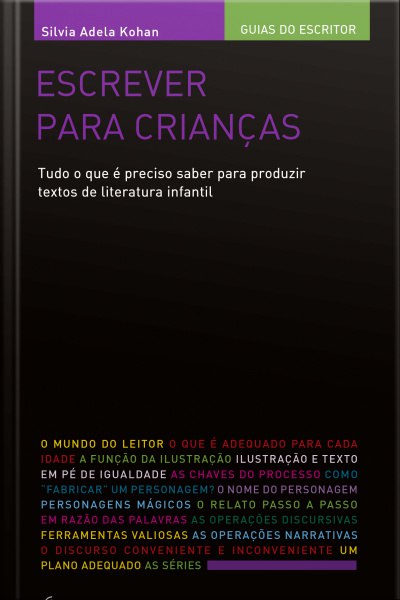 Silvia Adela Kohan
GUIAS DO ESCRITOR
ESCREVER
PARA CRIANÇAS
Tudo o que é preciso saber para produzir
textos de literatura infantil
O MUNDO DO LEITOR O QUE É ADEQUADO PARA CADA
IDADE A FUNÇÃO DA ILUSTRAÇÃO ILUSTRAÇÃO E TEXTO
EM PÉ DE IGUALDADE AS CHAVES DO PROCESSO COMO
"FABRICAR" UM PERSONAGEM? O NOME DO PERSONAGEM
PERSONAGENS MÁGICOS O RELATO PASSO A PASSO
EM RAZÃO DAS PALAVRAS AS OPERAÇÕES DISCURSIVAS
FERRAMENTAS VALIOSAS AS OPERAÇÕES NARRATIVAS
O DISCURSO CONVENIENTE E INCONVENIENTE UM
PLANO ADEQUADO AS SÉRIES